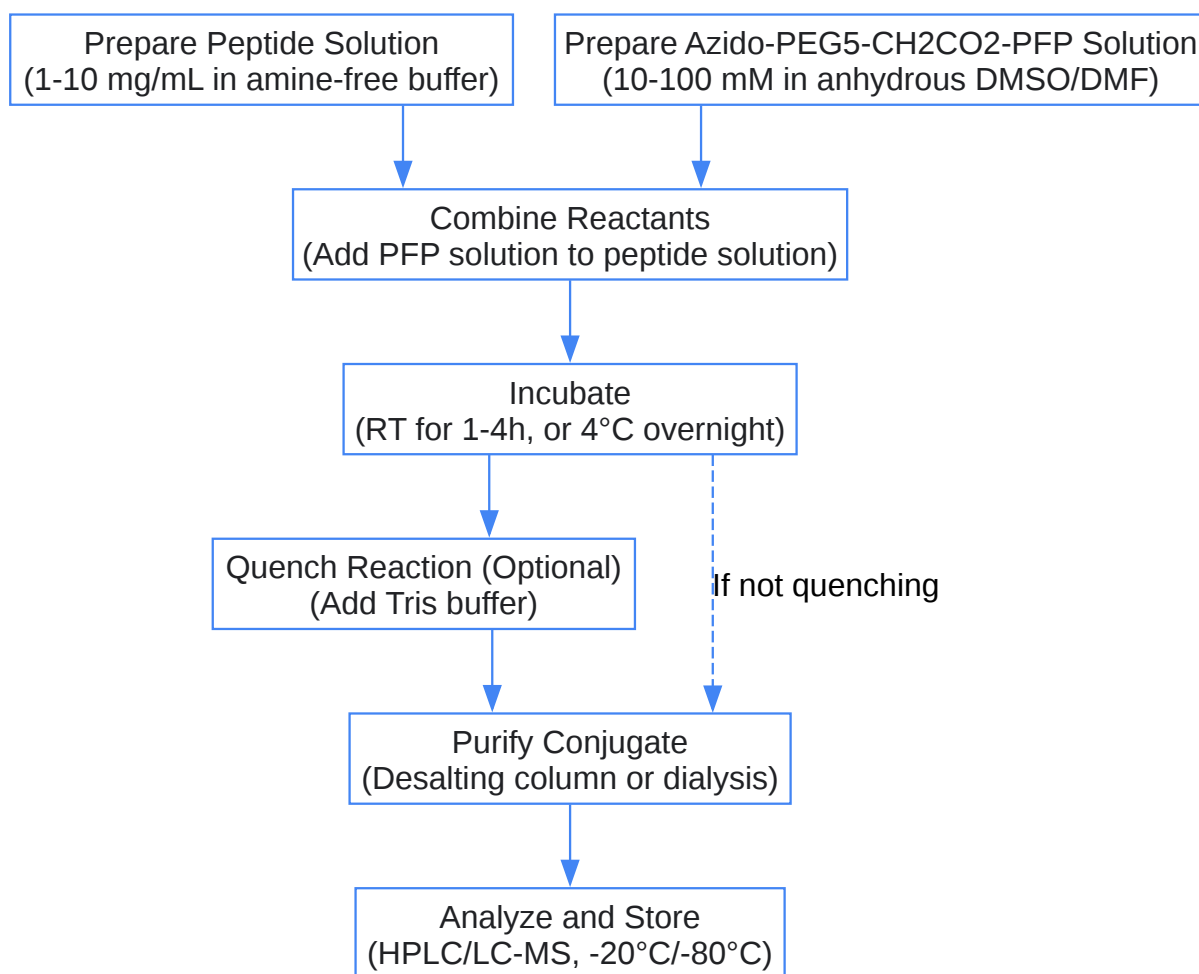 Prepare Peptide Solution
(1-10 mg/mL in amine-free buffer)
Prepare Azido-PEG5-CH2CO2-PFP Solution
(10-100 mM in anhydrous DMSO/DMF)
Combine Reactants
(Add PFP solution to peptide solution)
Incubate
(RT for 1-4h, or 4°C overnight)
Quench Reaction (Optional)
(Add Tris buffer)
If not quenching
Purify Conjugate
(Desalting column or dialysis)
Analyze and Store
(HPLC/LC-MS, -20°C/-80°C)